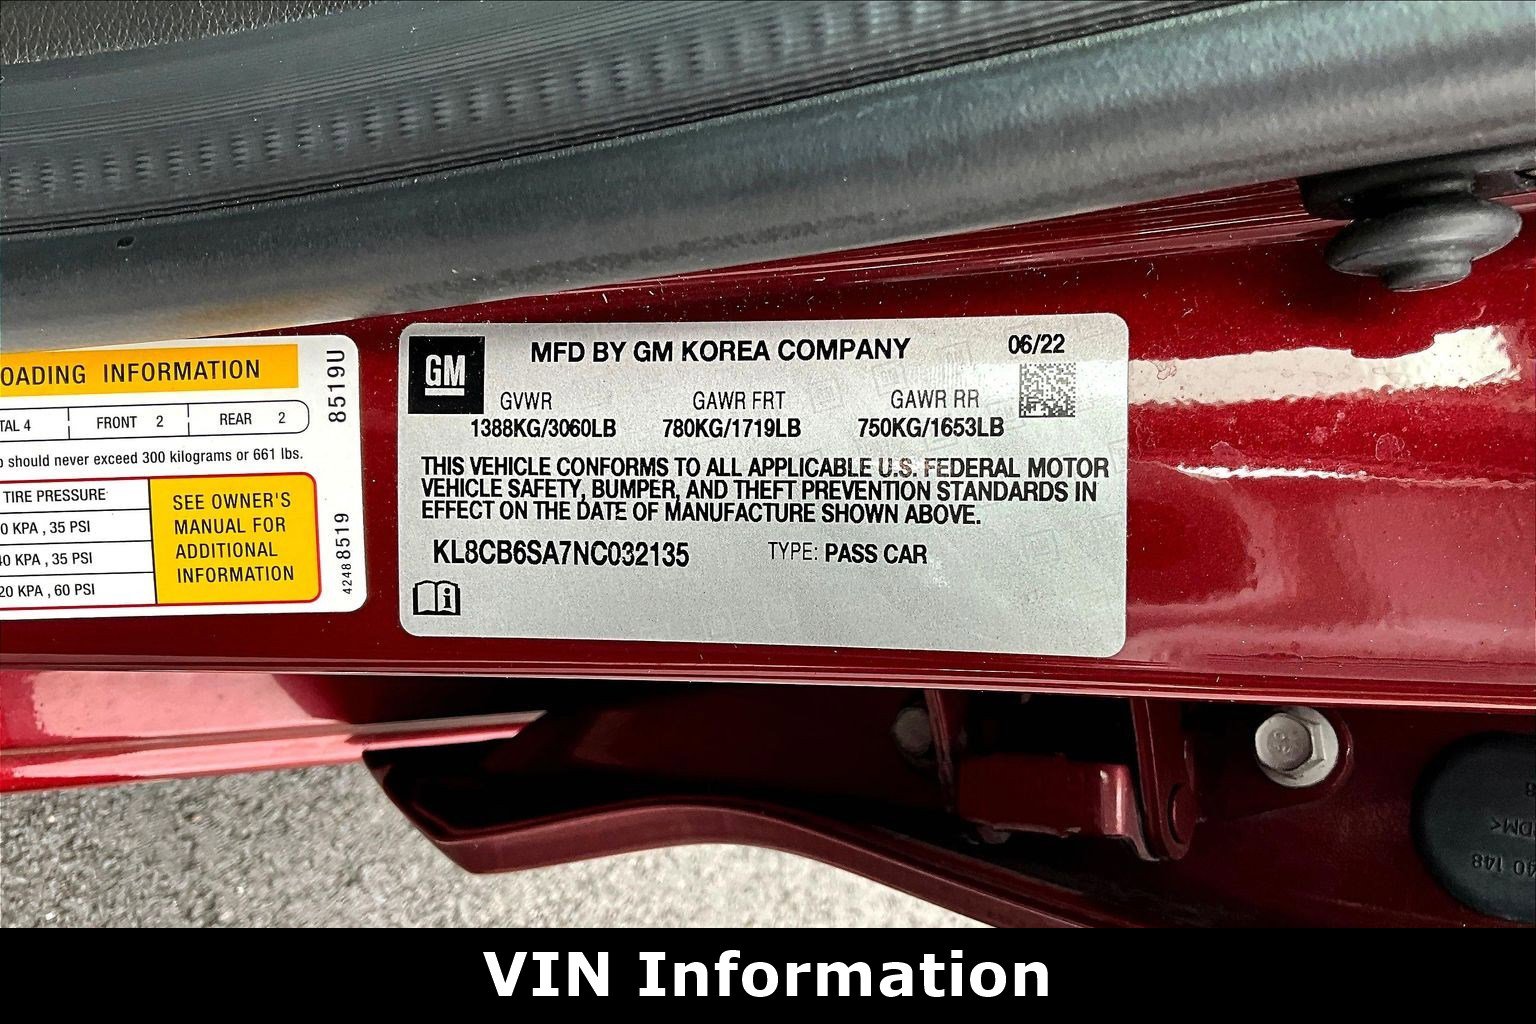 OADING INFORMATION
TAL 4 FRONT 2 REAR 2
should never exceed 300 kilograms or 661 lbs.
TIRE PRESSURE
0 KPA , 35 PSI
40 KPA , 35 PSI
20 KPA , 60 PSI
SEE OWNER'S
MANUAL FOR
ADDITIONAL
INFORMATION
8519U
42488519
GM
MFD BY GM KOREA COMPANY 06/22
GVWR GAWR FRT GAWR RR
1388KG/3060LB 780KG/1719LB 750KG/1653LB
THIS VEHICLE CONFORMS TO ALL APPLICABLE U.S. FEDERAL MOTOR
VEHICLE SAFETY, BUMPER, AND THEFT PREVENTION STANDARDS IN
EFFECT ON THE DATE OF MANUFACTURE SHOWN ABOVE.
KL8CB6SA7NC032135 TYPE: PASS CAR
i
40 148
VIN Information